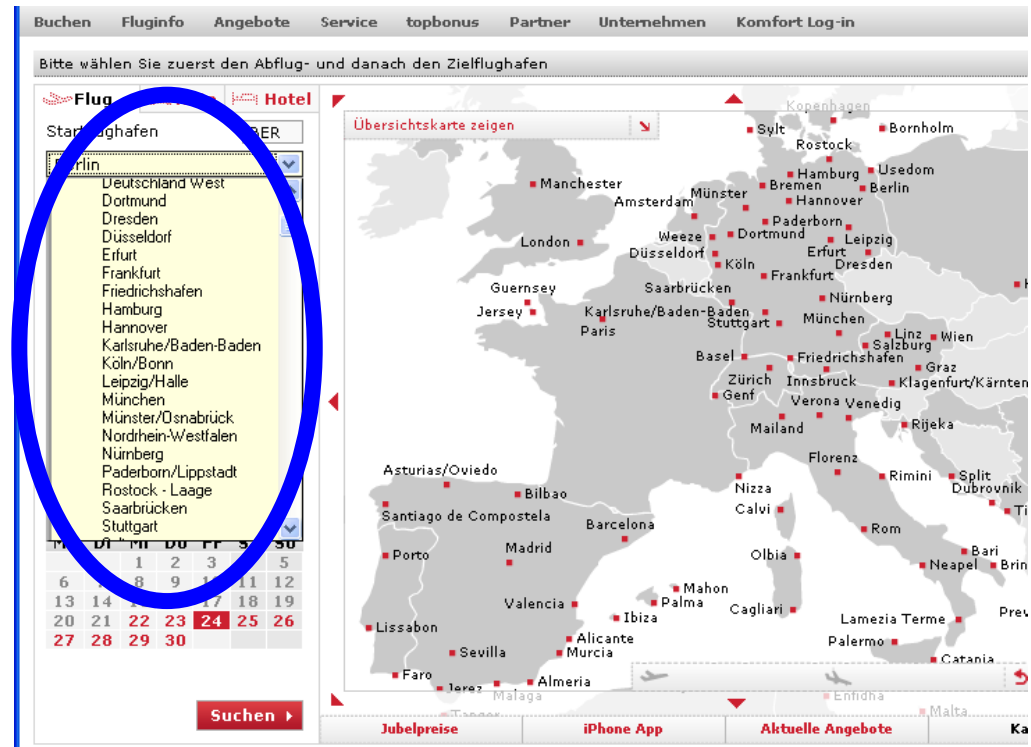 Buchen Fluginfo Angebote Service topbonus Partner Unternehmen Komfort Log-in
Bitte wählen Sie zuerst den Abflug- und danach den Zielflughafen
Flug Hotel
BER
Berlin
Deutschland West
Dortmund
Dresden
Düsseldorf
Erfurt
Frankfurt
Friedrichshafen
Hamburg
Hannover
Karlsruhe/Baden-Baden
Köln/Bonn
Leipzig/Halle
München
Münster/Osnabrück
Nordrhein-Westfalen
Nürnberg
Paderborn/Lippstadt
Rostock - Laage
Saarbrücken
Stuttgart
Mi Do Fr So
1 2 3 5
6 8 9 11 12
13 14 17 18 19
20 21 22 23 24 25 26
27 28 29 30
Suchen
Übersichtskarte zeigen
Kopenhagen
Sylt
Bornholm
Rostock
Hamburg
Usedom
Manchester
Bremen
Berlin
Münster
Amsterdam
Hannover
Paderborn
London
Weeze
Dortmund
Leipzig
Düsseldorf
Erfurt
Köln
Dresden
Frankfurt
Guernsey
Saarbrücken
Nürnberg
Jersey
Karlsruhe/Baden-Baden
Stuttgart
München
Paris
Linz
Wien
Salzburg
Basel
Friedrichshafen
Graz
Zürich
Innsbruck
Klagenfurt/Kärnten
Genf
Verona
Venedig
Mailand
Rijeka
Florenz
Asturias/Oviedo
Rimini
Split
Bilbao
Nizza
Dubrovnik
Santiago de Compostela
Calvi
Barcelona
Rom
Porto
Madrid
Olbia
Bari
Neapel
Mahon
Valencia
Palma
Cagliari
Ibiza
Lamezia Terme
Lissabon
Alicante
Palermo
Sevilla
Murcia
Catania
Faro
Almeria
Jerez
Malaga
Enfidha
Tanger
Malta
Jubelpreise iPhone App Aktuelle Angebote